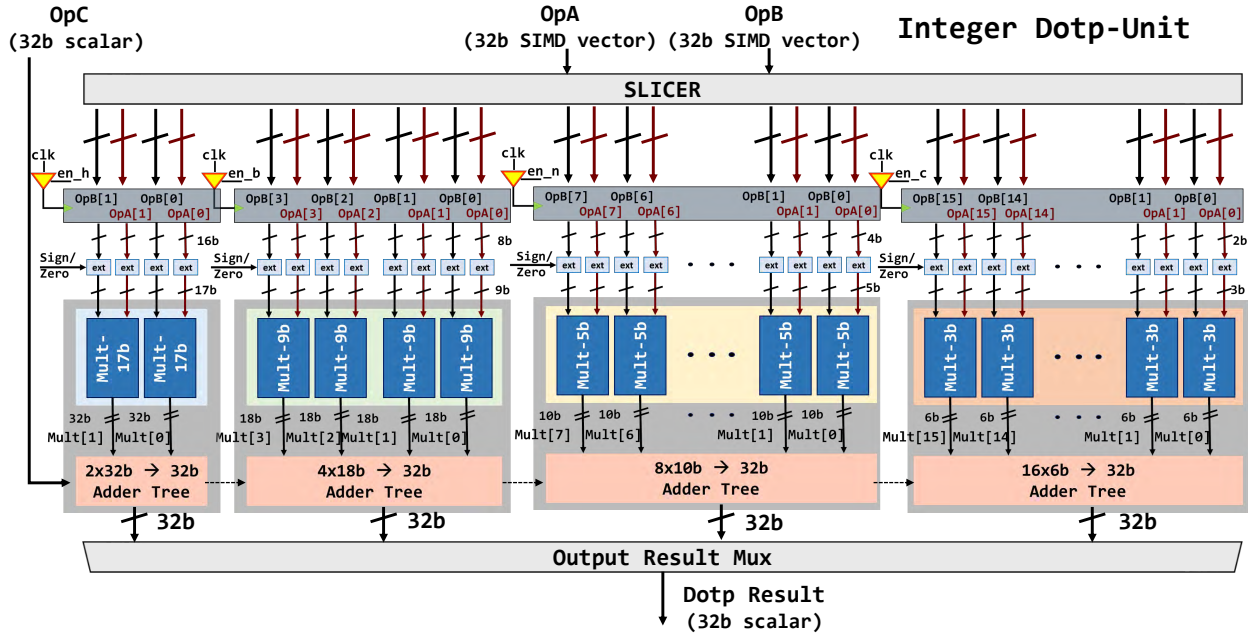 OpC
(32b scalar)
OpA
(32b SIMD vector)
OpB
(32b SIMD vector)
Integer Dotp-Unit
SLICER
clk
en_h
clk
en_b
clk
en_n
clk
en_c
OpB[1] OpB[0]
OpA[1] OpA[0]
OpB[3] OpB[2] OpB[1] OpB[0]
OpA[3] OpA[2] OpA[1] OpA[0]
OpB[7] OpB[6] OpB[1] OpB[0]
OpA[7] OpA[6] OpA[1] OpA[0]
OpB[15] OpB[14] OpB[1] OpB[0]
OpA[15] OpA[14] OpA[1] OpA[0]
16b
8b
4b
2b
Sign/
Zero
ext ext ext ext
Sign/
Zero
ext ext ext ext ext ext ext ext
Sign/
Zero
ext ext ext ext • • • ext ext ext ext
Sign/
Zero
ext ext ext ext • • • ext ext ext ext
17b
9b
5b
3b
Mult-
17b
Mult-
17b
Mult-9b
Mult-9b
Mult-9b
Mult-9b
Mult-5b
Mult-5b
• • •
Mult-5b
Mult-5b
Mult-3b
Mult-3b
• • •
Mult-3b
Mult-3b
32b 32b
Mult[1] Mult[0]
18b 18b 18b 18b
Mult[3] Mult[2] Mult[1] Mult[0]
10b 10b • • • 10b 10b
Mult[7] Mult[6] Mult[1] Mult[0]
6b 6b • • • 6b 6b
Mult[15] Mult[14] Mult[1] Mult[0]
2x32b → 32b
Adder Tree
4x18b → 32b
Adder Tree
8x10b → 32b
Adder Tree
16x6b → 32b
Adder Tree
32b
32b
32b
32b
Output Result Mux
Dotp Result
(32b scalar)